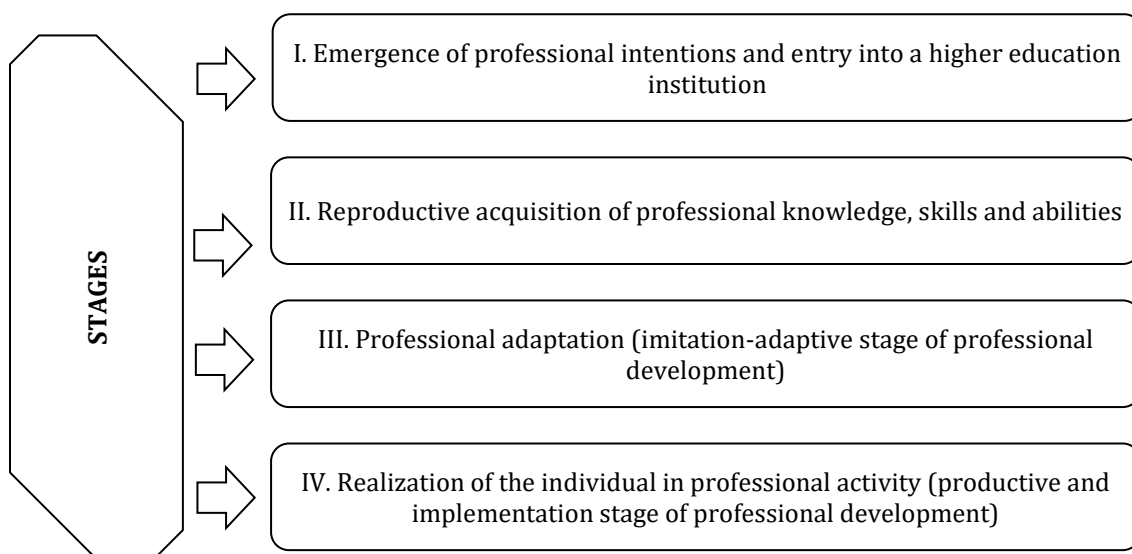 STAGES
I. Emergence of professional intentions and entry into a higher education
institution
II. Reproductive acquisition of professional knowledge, skills and abilities
III. Professional adaptation (imitation-adaptive stage of professional
development)
IV. Realization of the individual in professional activity (productive and
implementation stage of professional development)